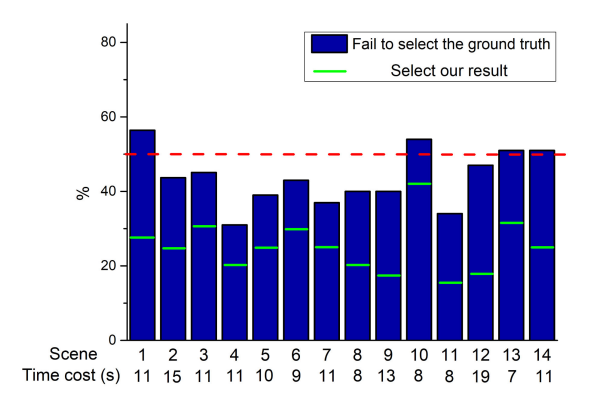 80
60
40
20
0
%
Fail to select the ground truth
Select our result
Scene 1 2 3 4 5 6 7 8 9 10 11 12 13 14
Time cost (s) 11 15 11 11 10 9 11 8 13 8 8 19 7 11